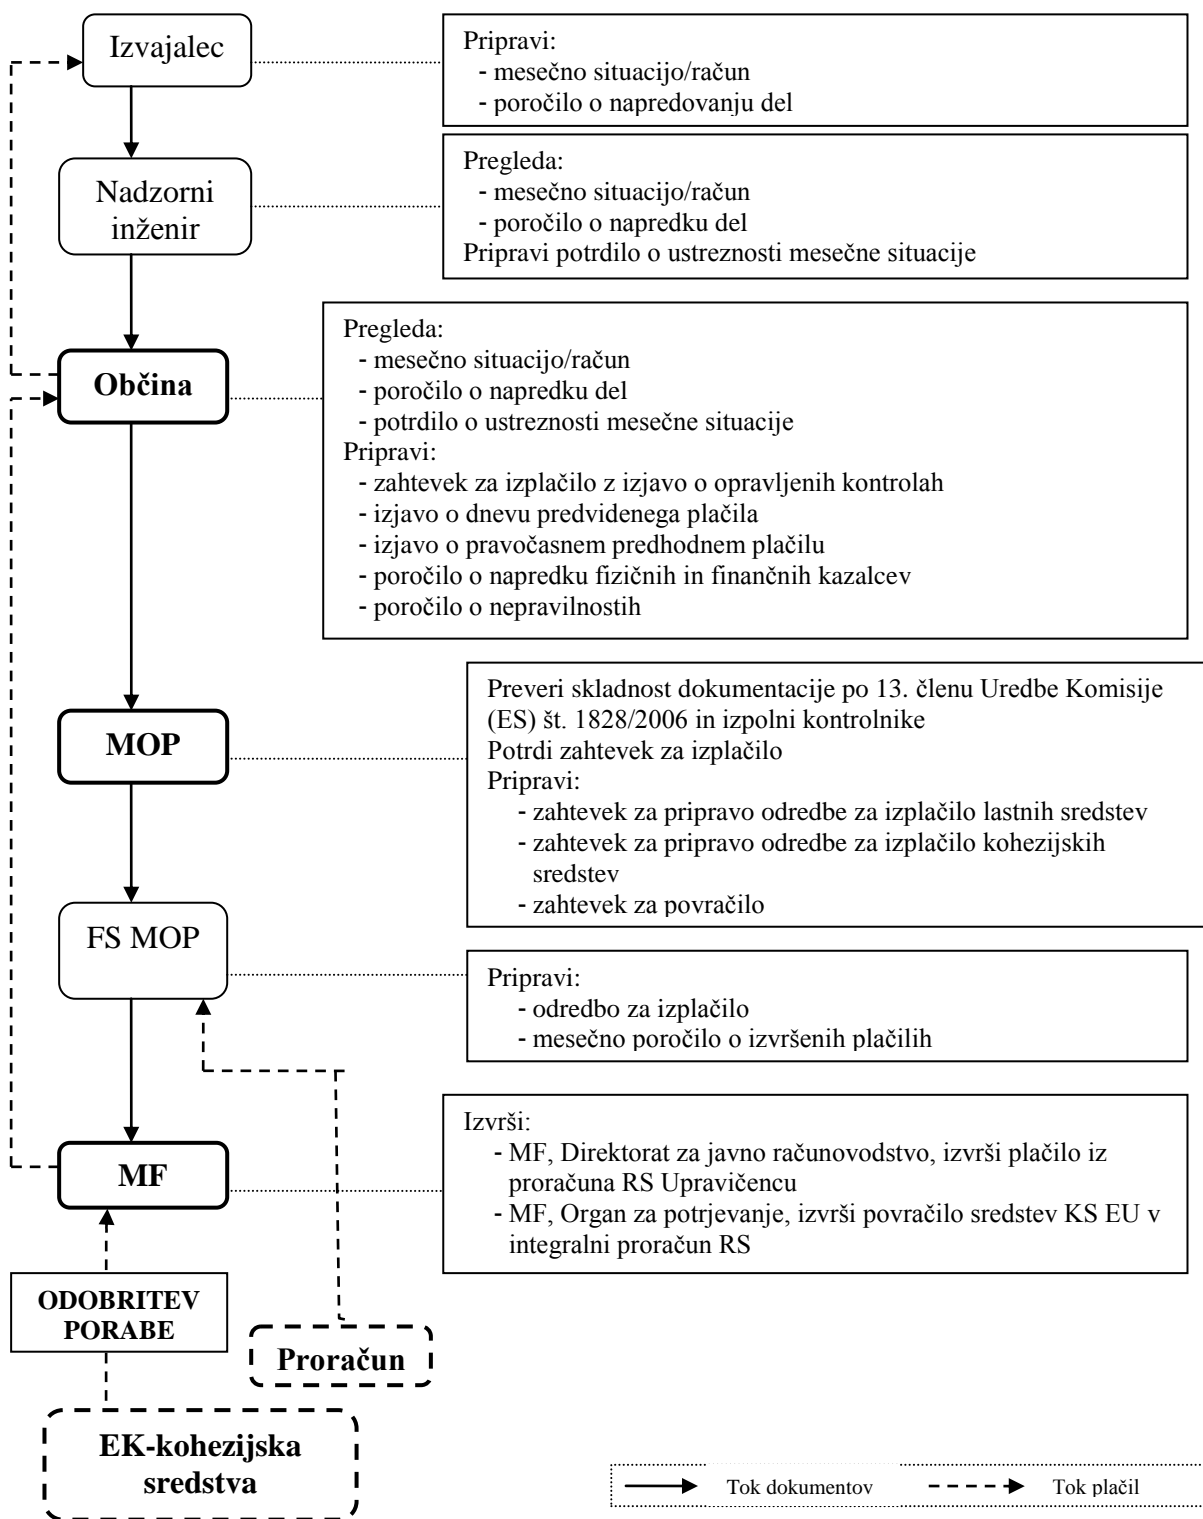 Izvajalec
Pripravi:
- mesečno situacijo/račun
- poročilo o napredovanju del
Nadzorni
inženir
Pregleda:
- mesečno situacijo/račun
- poročilo o napredku del
Pripravi potrdilo o ustreznosti mesečne situacije
Občina
Pregleda:
- mesečno situacijo/račun
- poročilo o napredku del
- potrdilo o ustreznosti mesečne situacije
Pripravi:
- zahtevek za izplačilo z izjavo o opravljenih kontrolah
- izjavo o dnevu predvidenega plačila
- izjavo o pravočasnem predhodnem plačilu
- poročilo o napredku fizičnih in finančnih kazalcev
- poročilo o nepravilnostih
MOP
Preveri skladnost dokumentacije po 13. členu Uredbe Komisije
(ES) št. 1828/2006 in izpolni kontrolnike
Potrdi zahtevek za izplačilo
Pripravi:
- zahtevek za pripravo odredbe za izplačilo lastnih sredstev
- zahtevek za pripravo odredbe za izplačilo kohezijskih
sredstev
- zahtevek za povračilo
FS MOP
Pripravi:
- odredbo za izplačilo
- mesečno poročilo o izvršenih plačilih
MF
Izvrši:
- MF, Direktorat za javno računovodstvo, izvrši plačilo iz
proračuna RS Upravičencu
- MF, Organ za potrjevanje, izvrši povračilo sredstev KS EU v
integralni proračun RS
ODOBRITEV
PORABE
Proračun
EK-kohezijska
sredstva
Tok dokumentov
Tok plačil